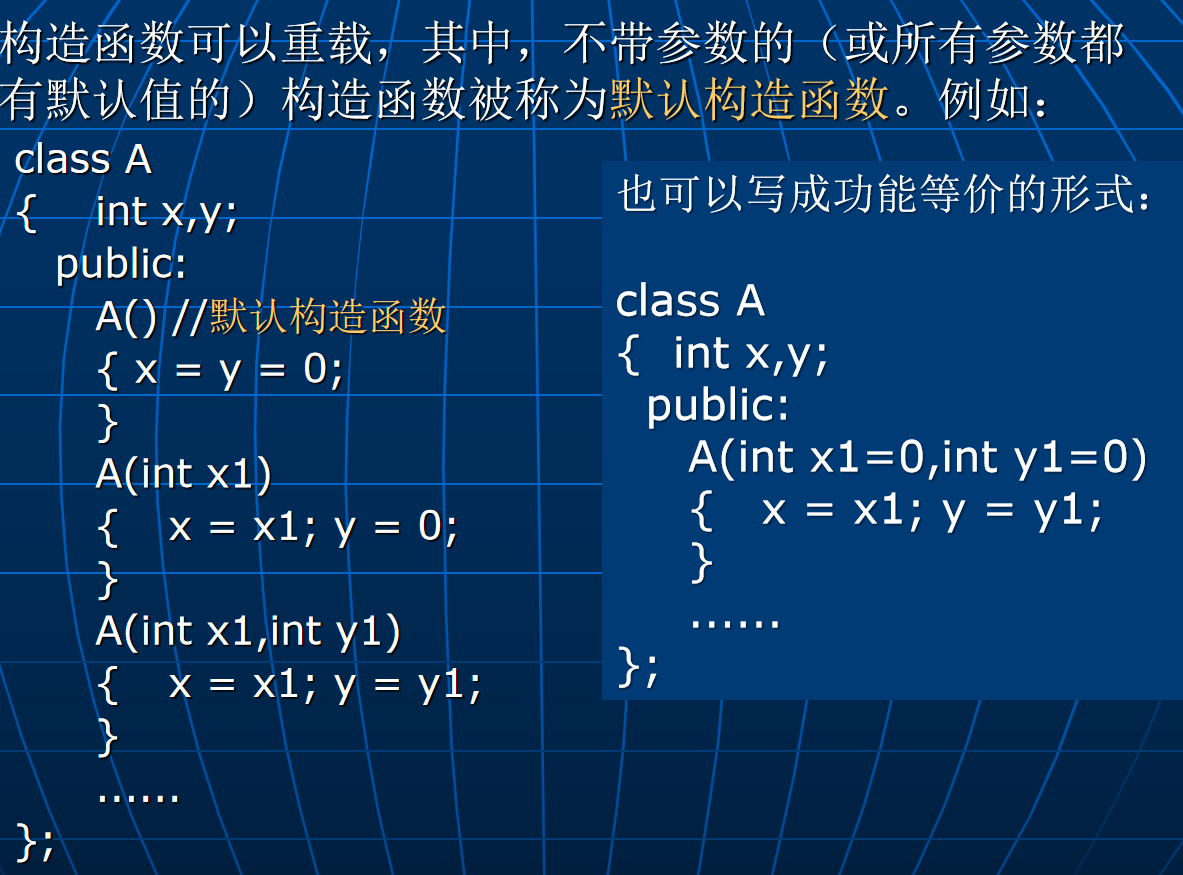 构造函数可以重载，其中，不带参数的（或所有参数都
有默认值的）构造函数被称为默认构造函数。例如：
class A
{ int x,y;
public:
A() //默认构造函数
{ x = y = 0;
}
A(int x1)
{ x = x1; y = 0;
}
A(int x1,int y1)
{ x = x1; y = y1;
}
......
};
也可以写成功能等价的形式：
class A
{ int x,y;
public:
A(int x1=0,int y1=0)
{ x = x1; y = y1;
}
......
};